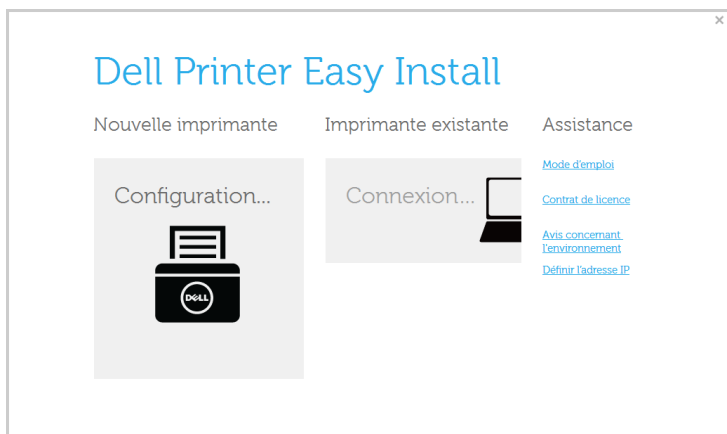 ×
Dell Printer Easy Install
Nouvelle imprimante
Imprimante existante
Assistance
Configuration...
Connexion...
DELL
Mode d'emploi
Contrat de licence
Avis concernant
l'environnement
Définir l'adresse IP